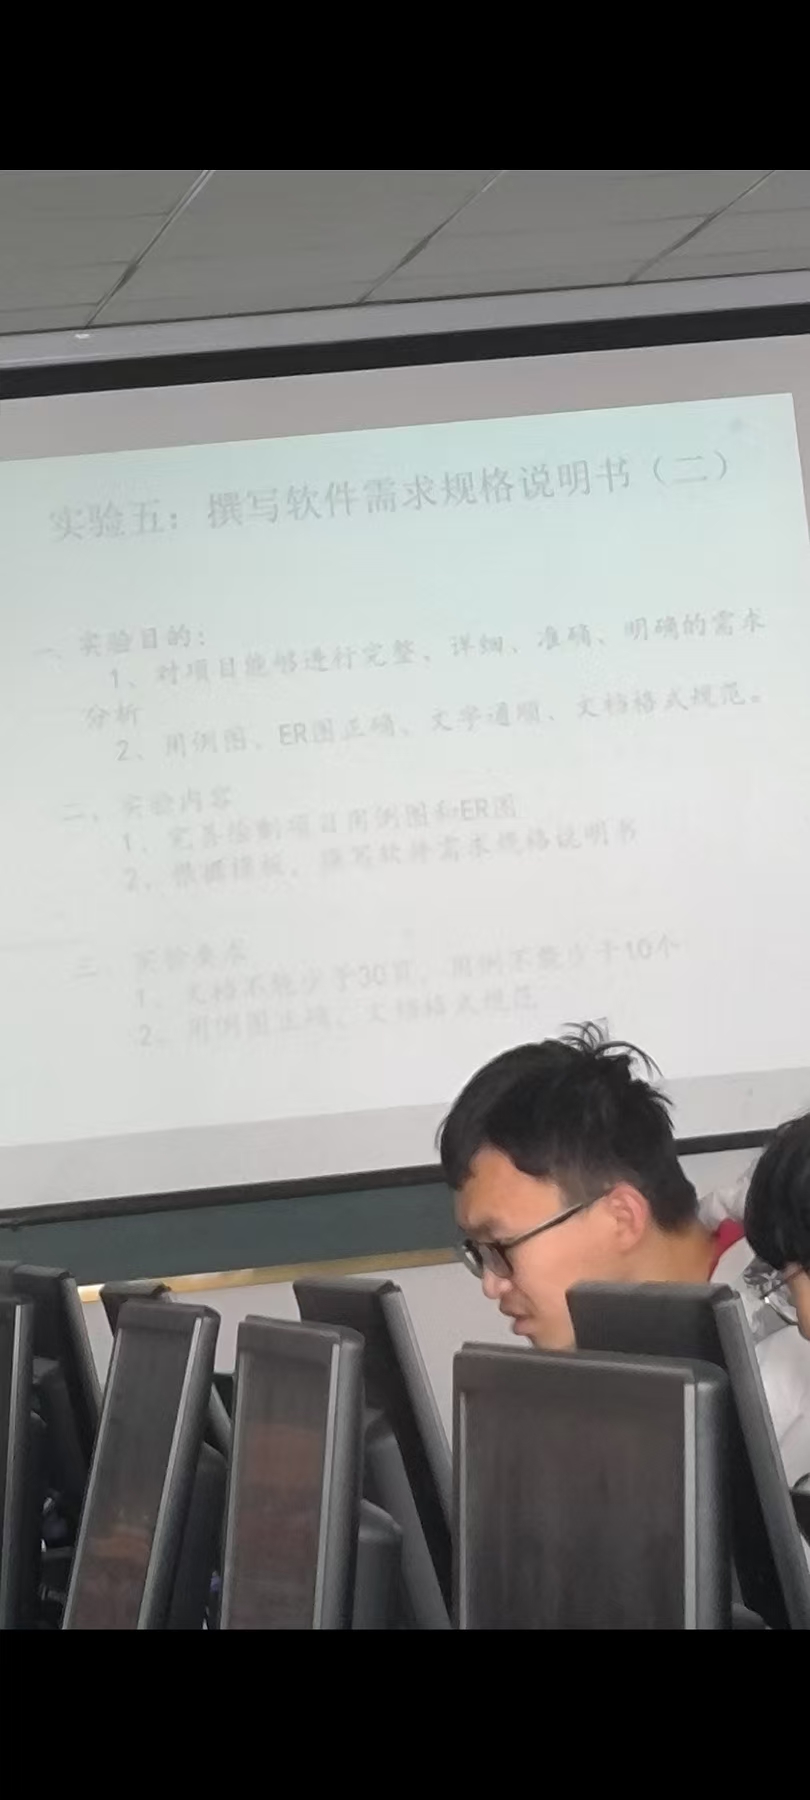 实验五：撰写软件需求规格说明书（二）
一、实验目的：
1、对项目能够进行完整、详细、准确、明确的需求
分析
2、用例图、ER图正确、文字通顺、文档格式规范。
二、实验内容
1、完善绘制项目用例图和ER图
2、根据模板，撰写软件需求规格说明书
三、实验要求
1、文档不能少于30页，用例不能少于10个
2、用例图正确、文档格式规范